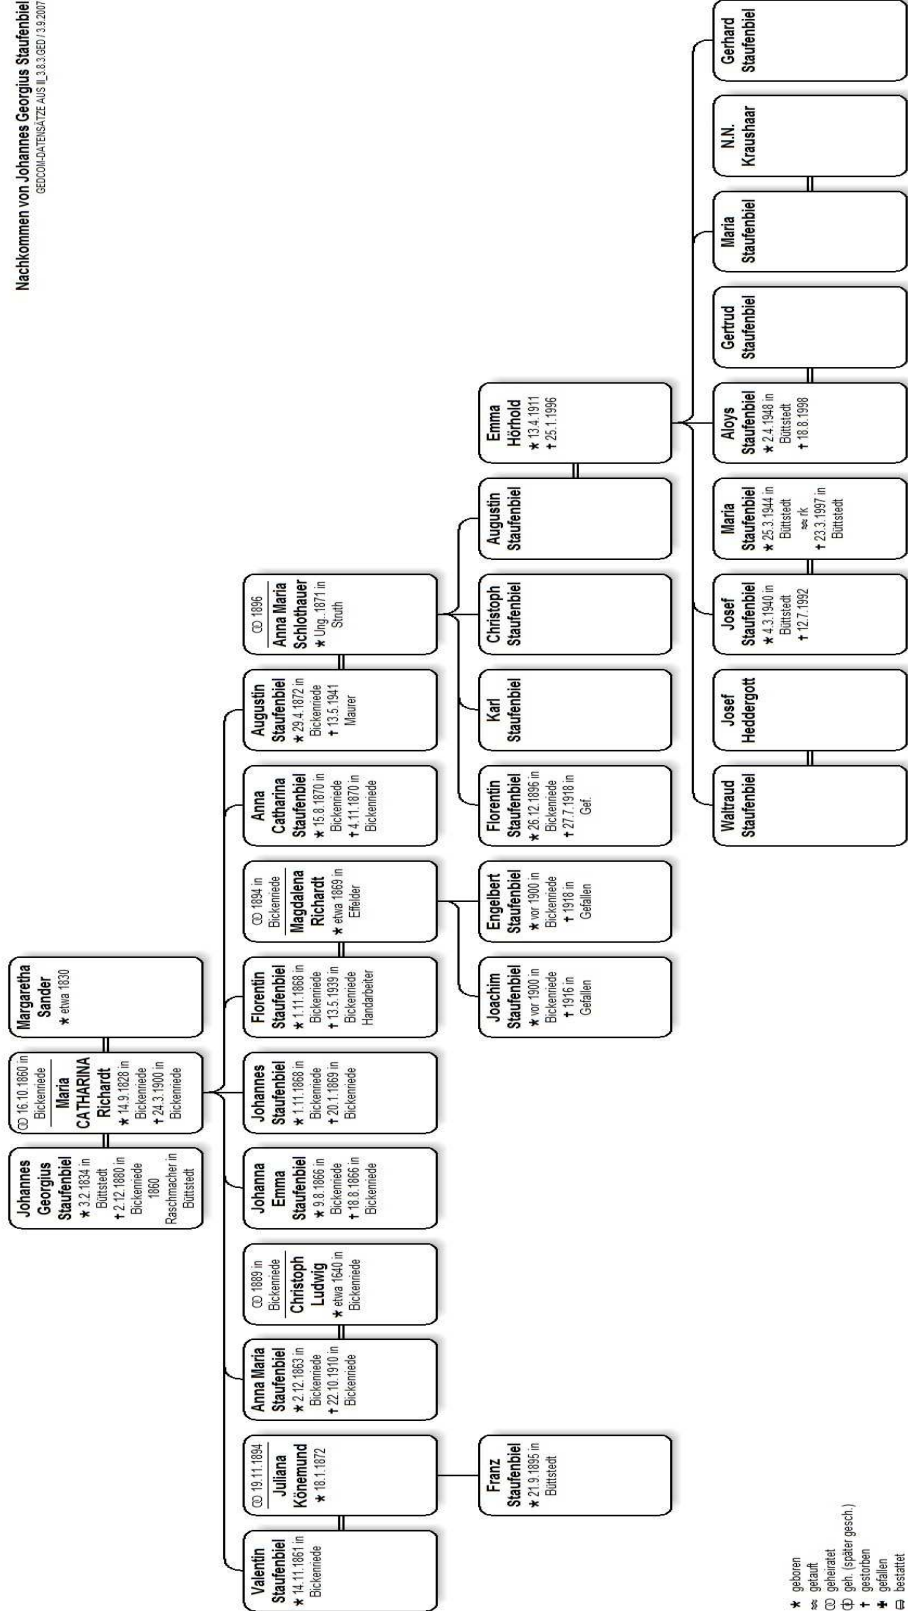 Nachkommen von Johannes Georgius Staufenbiel
GEDCOM-DATENSÄTZE AUS II_3.8.3.GED / 3.9.2007
Johannes
Georgius
Staufenbiel
★ 3.2.1834 in
Büttstedt
† 2.12.1880 in
Bickenriede
1860
Raschmacher in
Büttstedt
⚭ 16.10.1860 in
Bickenriede
Maria
CATHARINA
Richardt
★ 14.9.1828 in
Bickenriede
† 24.3.1900 in
Bickenriede
Margaretha
Sander
★ etwa 1830
Valentin
Staufenbiel
★ 14.11.1861 in
Bickenriede
⚭ 19.11.1894
Juliana
Könemund
★ 18.1.1872
Anna Maria
Staufenbiel
★ 2.12.1863 in
Bickenriede
† 22.10.1910 in
Bickenriede
⚭ 1889 in
Bickenriede
Christoph
Ludwig
★ etwa 1640 in
Bickenriede
Johanna
Emma
Staufenbiel
★ 9.8.1866 in
Bickenriede
† 18.8.1866 in
Bickenriede
Johannes
Staufenbiel
★ 1.11.1868 in
Bickenriede
† 20.1.1869 in
Bickenriede
Florentin
Staufenbiel
★ 1.11.1868 in
Bickenriede
† 13.5.1939 in
Bickenriede
Handarbeiter
⚭ 1894 in
Bickenriede
Magdalena
Richardt
★ etwa 1869 in
Effelder
Anna
Catharina
Staufenbiel
★ 15.8.1870 in
Bickenriede
† 4.11.1870 in
Bickenriede
Augustin
Staufenbiel
★ 29.4.1872 in
Bickenriede
† 13.5.1941
Maurer
⚭ 1896
Anna Maria
Schlothauer
★ Ung. 1871 in
Struth
Franz
Staufenbiel
★ 21.9.1895 in
Büttstedt
Joachim
Staufenbiel
★ vor 1900 in
Bickenriede
† 1916 in
Gefallen
Engelbert
Staufenbiel
★ vor 1900 in
Bickenriede
† 1918 in
Gefallen
Florentin
Staufenbiel
★ 26.12.1896 in
Bickenriede
† 27.7.1918 in
Gef.
Karl
Staufenbiel
Christoph
Staufenbiel
Augustin
Staufenbiel
Emma
Hörhold
★ 13.4.1911
† 25.1.1996
Waltraud
Staufenbiel
Josef
Heddergott
Josef
Staufenbiel
★ 4.3.1940 in
Büttstedt
† 12.7.1992
Maria
Staufenbiel
★ 25.3.1944 in
Büttstedt
≈ rk
† 23.3.1997 in
Büttstedt
Aloys
Staufenbiel
★ 2.4.1948 in
Büttstedt
† 18.8.1998
Gertrud
Staufenbiel
Maria
Staufenbiel
N.N.
Kraushaar
Gerhard
Staufenbiel
★ geboren
≈ getauft
⚭ geheiratet
geh. (später gesch.)
† gestorben
✚ gefallen
bestattet